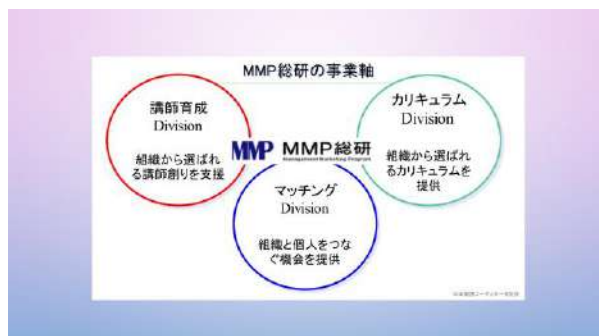 MMP総研の事業軸
講師育成
Division
組織から選ばれ
る講師創りを支援
カリキュラム
Division
組織から選ばれ
るカリキュラムを
提供
MMP MMP総研
Management Marketing Program
マッチング
Division
組織と個人をつな
ぐ機会を提供